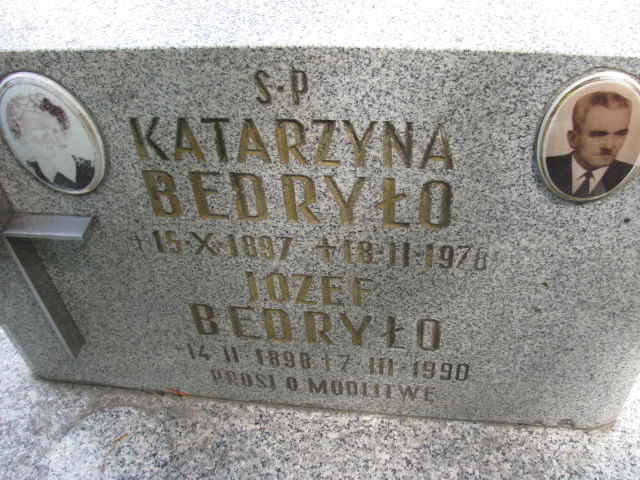 S·P
KATARZYNA
BEDRYŁO
+15·X·1897 +18·II·1978
JÓZEF
BEDRYŁO
14 II 1898 +7 III 1990
PROSI O MODLITWĘ